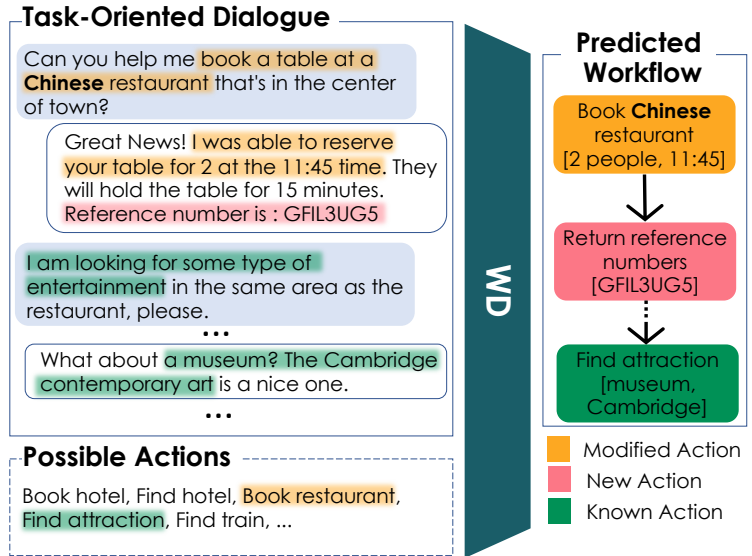 Task-Oriented Dialogue
Can you help me book a table at a
Chinese restaurant that's in the center
of town?
Great News! I was able to reserve
your table for 2 at the 11:45 time. They
will hold the table for 15 minutes.
Reference number is : GFIL3UG5
I am looking for some type of
entertainment in the same area as the
restaurant, please.
...
What about a museum? The Cambridge
contemporary art is a nice one.
...
Possible Actions
Book hotel, Find hotel, Book restaurant,
Find attraction, Find train, ...
WD
Predicted
Workflow
Book Chinese
restaurant
[2 people, 11:45]
Return reference
numbers
[GFIL3UG5]
Find attraction
[museum,
Cambridge]
Modified Action
New Action
Known Action